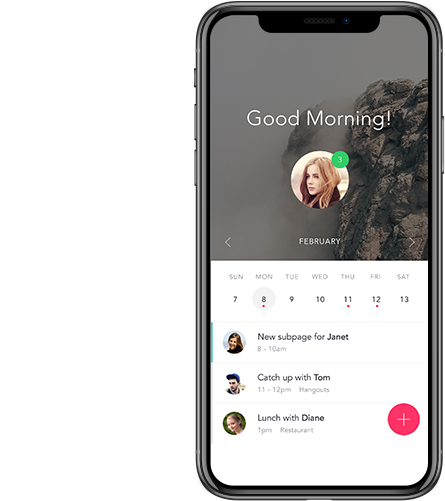 Good Morning!
3
FEBRUARY
SUN MON TUE WED THU FRI SAT
7 8 9 10 11 12 13
New subpage for Janet
8 - 10am
Catch up with Tom
11 - 12pm Hangouts
Lunch with Diane
1pm Restaurant